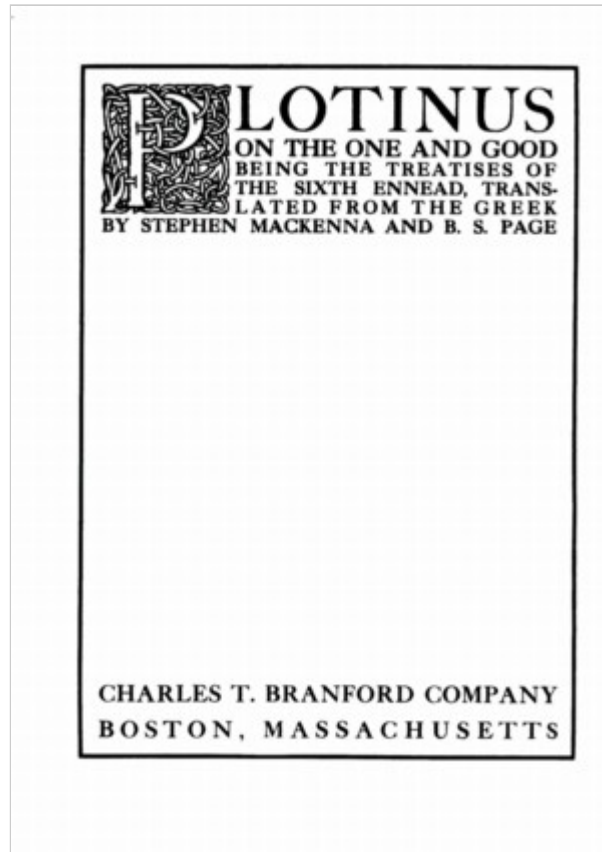 PLOTINUS
ON THE ONE AND GOOD
BEING THE TREATISES OF
THE SIXTH ENNEAD, TRANS-
LATED FROM THE GREEK
BY STEPHEN MACKENNA AND B. S. PAGE
CHARLES T. BRANFORD COMPANY
BOSTON, MASSACHUSETTS